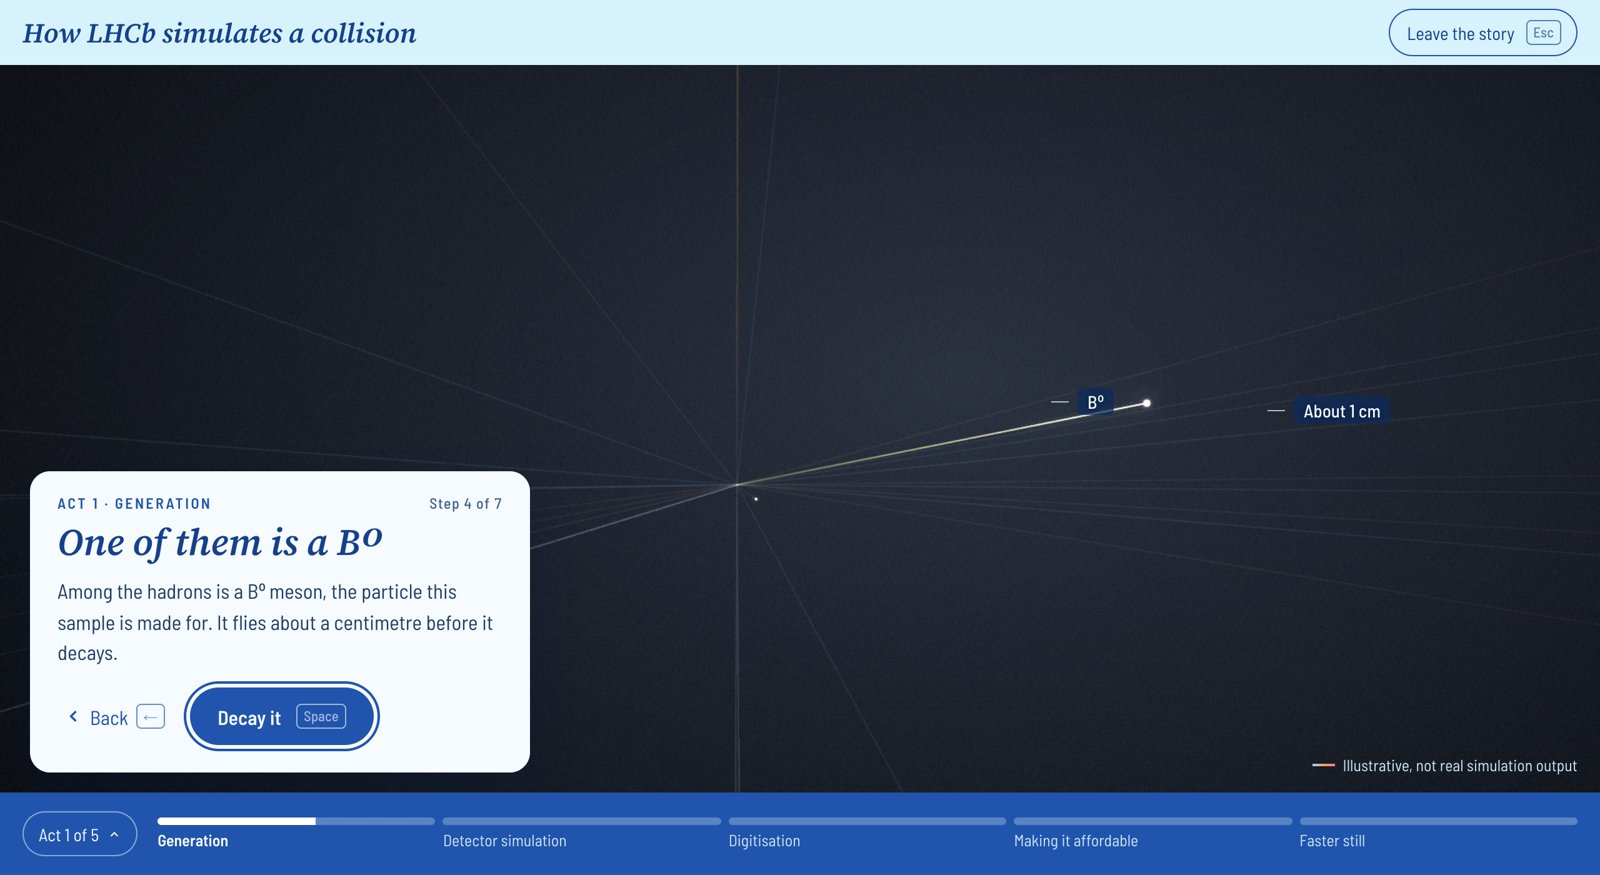 How LHCb simulates a collision
Leave the story Esc
B⁰
About 1 cm
ACT 1 · GENERATION
Step 4 of 7
One of them is a B⁰
Among the hadrons is a B⁰ meson, the particle this
sample is made for. It flies about a centimetre before it
decays.
Back ←
Decay it Space
Illustrative, not real simulation output
Act 1 of 5
Generation
Detector simulation
Digitisation
Making it affordable
Faster still